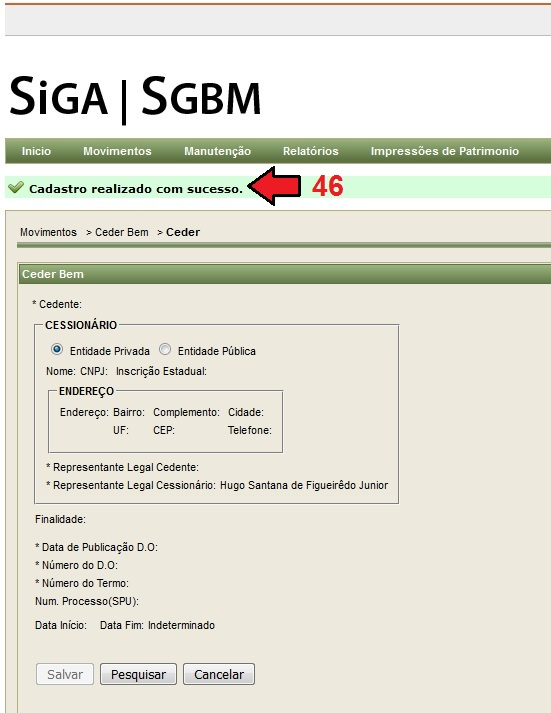 SiGA | SGBM
Inicio Movimentos Manutenção Relatórios Impressões de Patrimonio
Cadastro realizado com sucesso. 46
Movimentos > Ceder Bem > Ceder
Ceder Bem
* Cedente:
CESSIONÁRIO
Entidade Privada Entidade Pública
Nome: CNPJ: Inscrição Estadual:
ENDEREÇO
Endereço: Bairro: Complemento: Cidade:
UF: CEP: Telefone:
* Representante Legal Cedente:
* Representante Legal Cessionário: Hugo Santana de Figueirêdo Junior
Finalidade:
* Data de Publicação D.O:
* Número do D.O:
* Número do Termo:
Num. Processo(SPU):
Data Início: Data Fim: Indeterminado
Salvar Pesquisar Cancelar